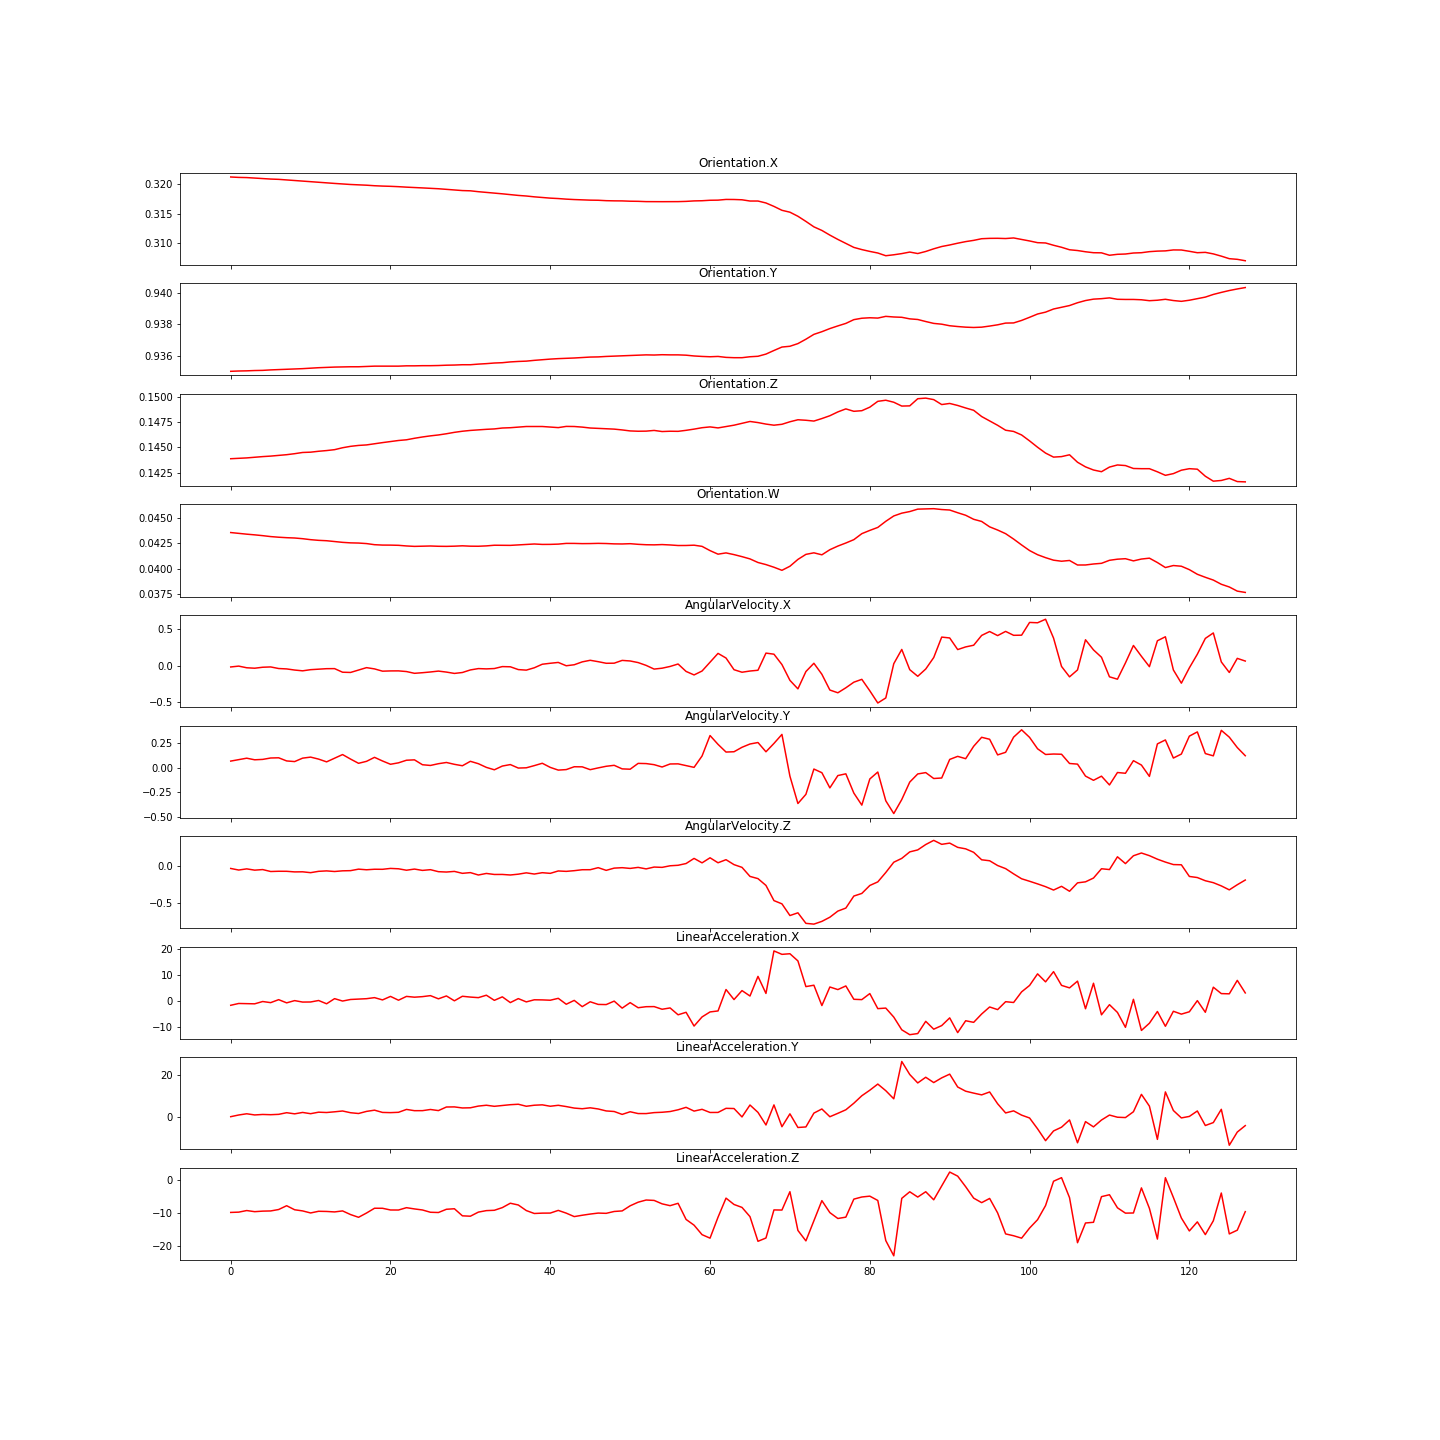 Orientation.X
0.320
0.315
0.310
Orientation.Y
0.940
0.938
0.936
Orientation.Z
0.1500
0.1475
0.1450
0.1425
Orientation.W
0.0450
0.0425
0.0400
0.0375
AngularVelocity.X
0.5
0.0
−0.5
AngularVelocity.Y
0.25
0.00
−0.25
−0.50
AngularVelocity.Z
0.0
−0.5
LinearAcceleration.X
20
10
0
−10
LinearAcceleration.Y
20
0
LinearAcceleration.Z
0
−10
−20
0 20 40 60 80 100 120